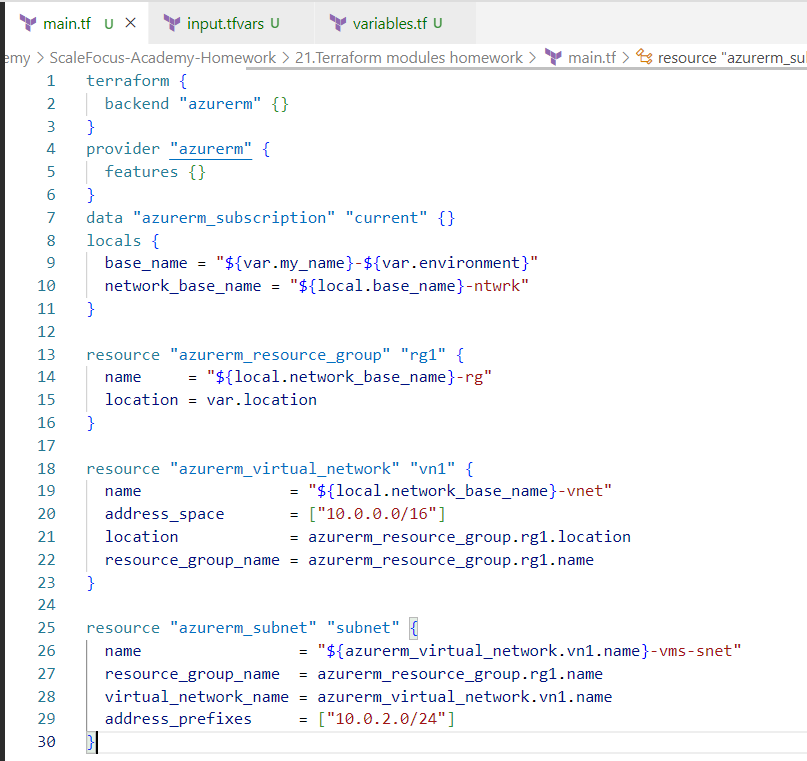 main.tf U × input.tfvars U variables.tf U
emy > ScaleFocus-Academy-Homework > 21.Terraform modules homework > main.tf > resource "azurerm_su
1 terraform {
2   backend "azurerm" {}
3 }
4 provider "azurerm" {
5   features {}
6 }
7 data "azurerm_subscription" "current" {}
8 locals {
9   base_name = "${var.my_name}-${var.environment}"
10   network_base_name = "${local.base_name}-ntwrk"
11 }
12
13 resource "azurerm_resource_group" "rg1" {
14   name     = "${local.network_base_name}-rg"
15   location = var.location
16 }
17
18 resource "azurerm_virtual_network" "vn1" {
19   name                = "${local.network_base_name}-vnet"
20   address_space       = ["10.0.0.0/16"]
21   location            = azurerm_resource_group.rg1.location
22   resource_group_name = azurerm_resource_group.rg1.name
23 }
24
25 resource "azurerm_subnet" "subnet" {
26   name                 = "${azurerm_virtual_network.vn1.name}-vms-snet"
27   resource_group_name  = azurerm_resource_group.rg1.name
28   virtual_network_name = azurerm_virtual_network.vn1.name
29   address_prefixes     = ["10.0.2.0/24"]
30 }